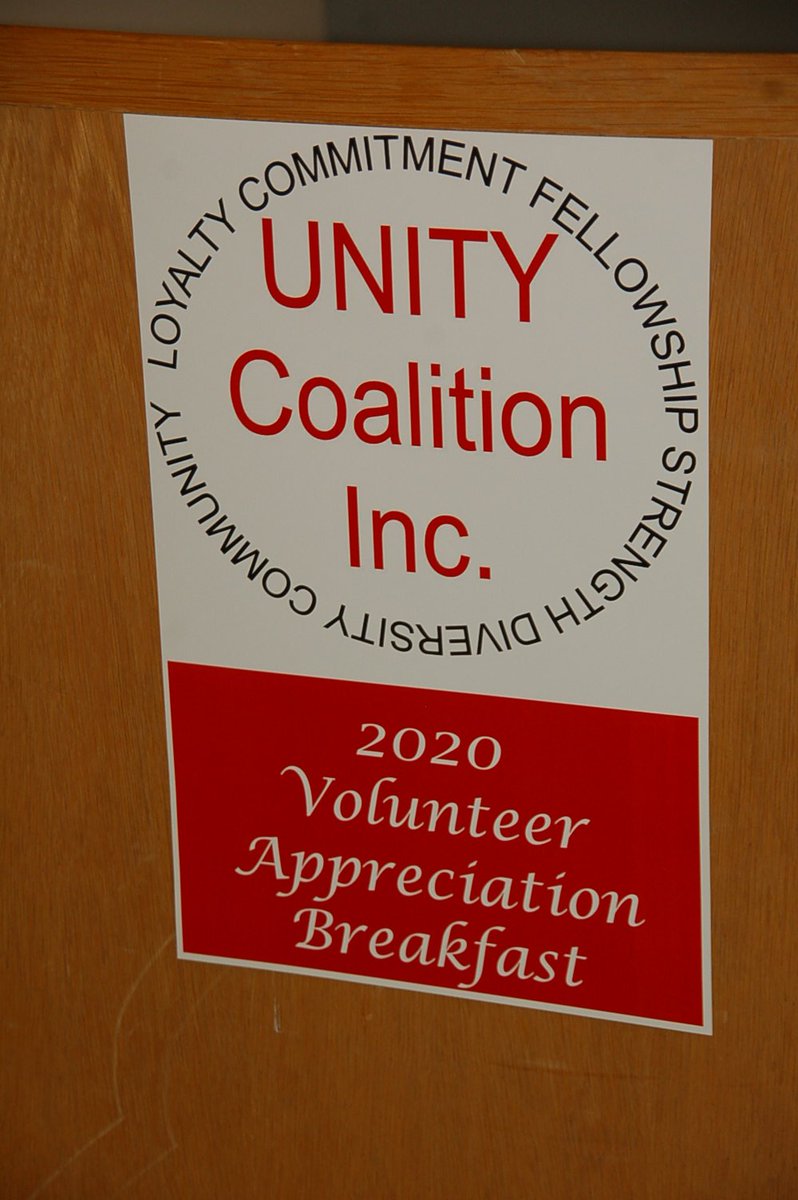 LOYALTY COMMITMENT FELLOWSHIP STRENGTH DIVERSITY COMMUNITY
UNITY
Coalition
Inc.
2020
Volunteer
Appreciation
Breakfast